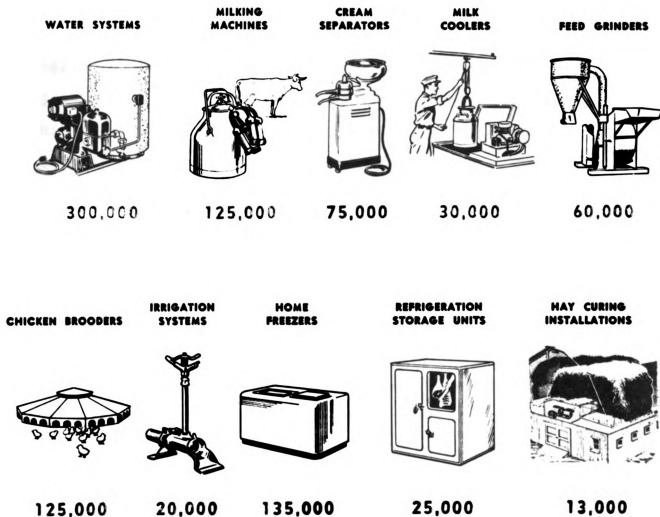 WATER SYSTEMS
MILKING
MACHINES
CREAM
SEPARATORS
MILK
COOLERS
FEED GRINDERS
300,000
125,000
75,000
30,000
60,000
CHICKEN BROODERS
IRRIGATION
SYSTEMS
HOME
FREEZERS
REFRIGERATION
STORAGE UNITS
HAY CURING
INSTALLATIONS
125,000
20,000
135,000
25,000
13,000